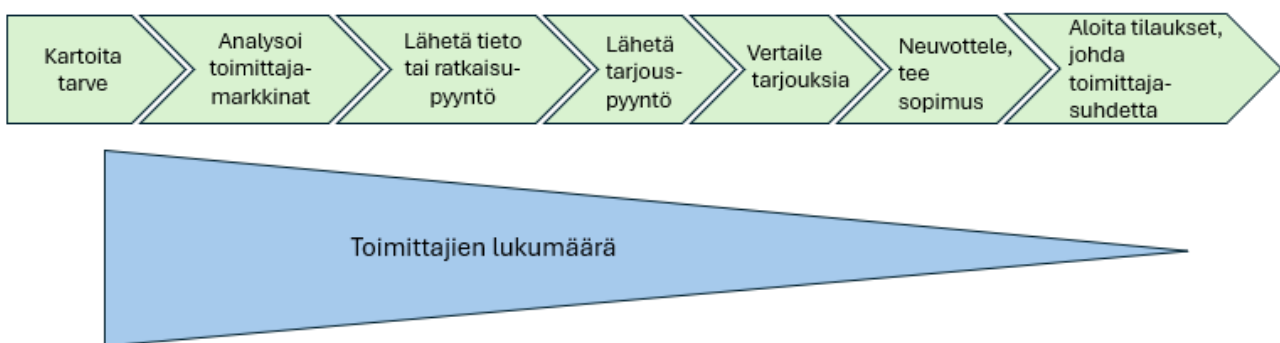 Kartoita
tarve
Analysoi
toimittaja-
markkinat
Lähetä tieto
tai ratkaisu-
pyyntö
Lähetä
tarjous-
pyyntö
Vertaile
tarjouksia
Neuvottele,
tee
sopimus
Aloita tilaukset,
johda
toimittaja-
suhdetta
Toimittajien lukumäärä